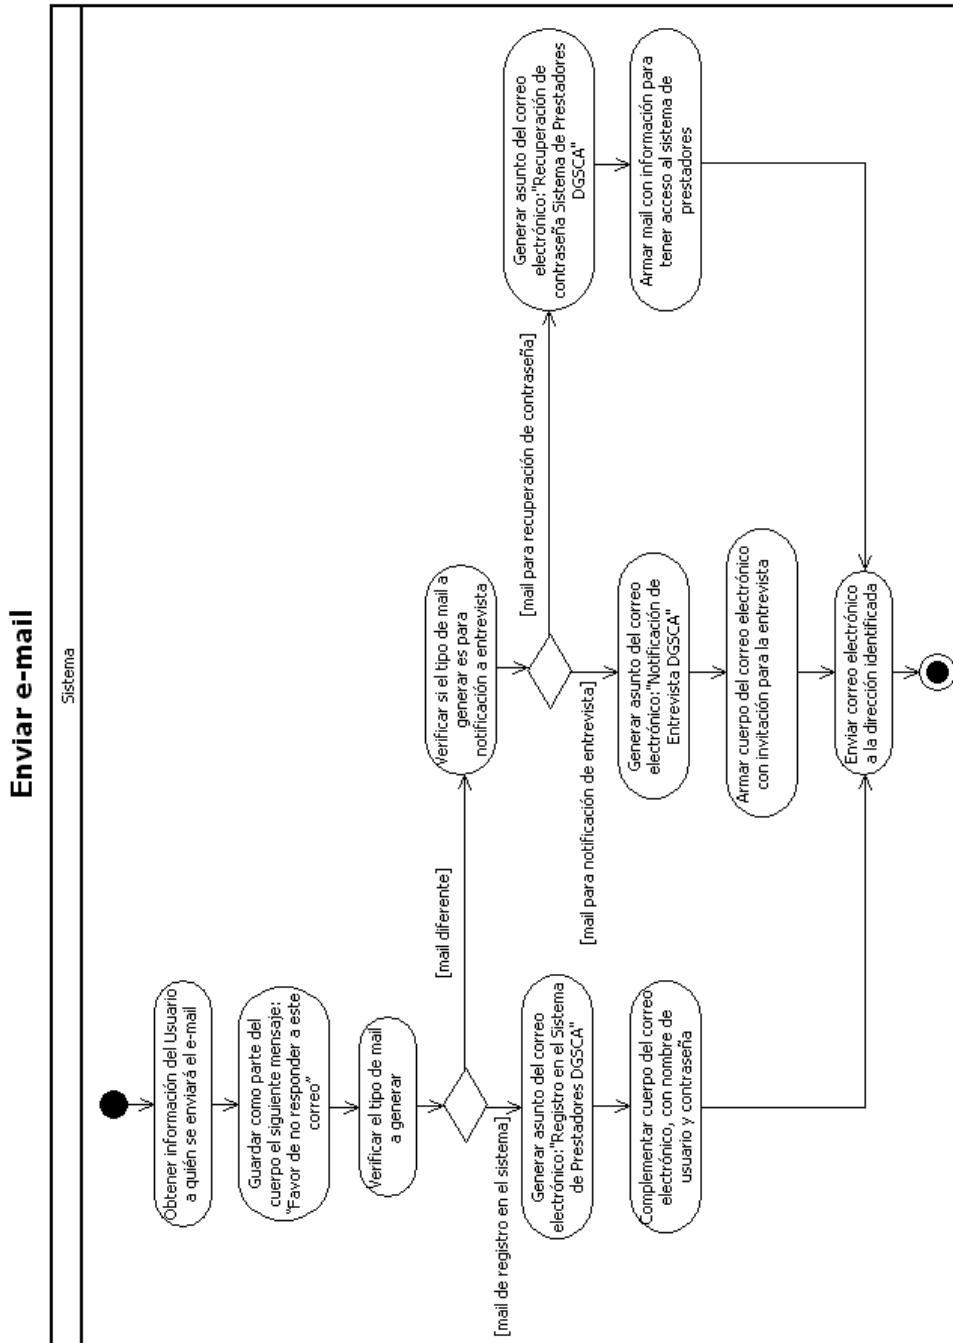 Enviar e-mail
Sistema
Obtener información del Usuario
a quién se enviará el e-mail
Guardar como parte del
cuerpo el siguiente mensaje:
"Favor de no responder a este
correo"
Verificar el tipo de mail
a generar
[mail diferente]
[mail de registro en el sistema]
Generar asunto del correo
electrónico:"Registro en el Sistema
de Prestadores DGSCA"
Complementar cuerpo del correo
electrónico, con nombre de
usuario y contraseña
Verificar si el tipo de mail a
generar es para
notificación a entrevista
[mail para notificación de entrevista]
Generar asunto del correo
electrónico:"Notificación de
Entrevista DGSCA"
Armar cuerpo del correo electrónico
con invitación para la entrevista
[mail para recuperación de contraseña]
Generar asunto del correo
electrónico:"Recuperación de
contraseña Sistema de Prestadores
DGSCA"
Armar mail con información para
tener acceso al sistema de
prestadores
Enviar correo electrónico
a la dirección identificada